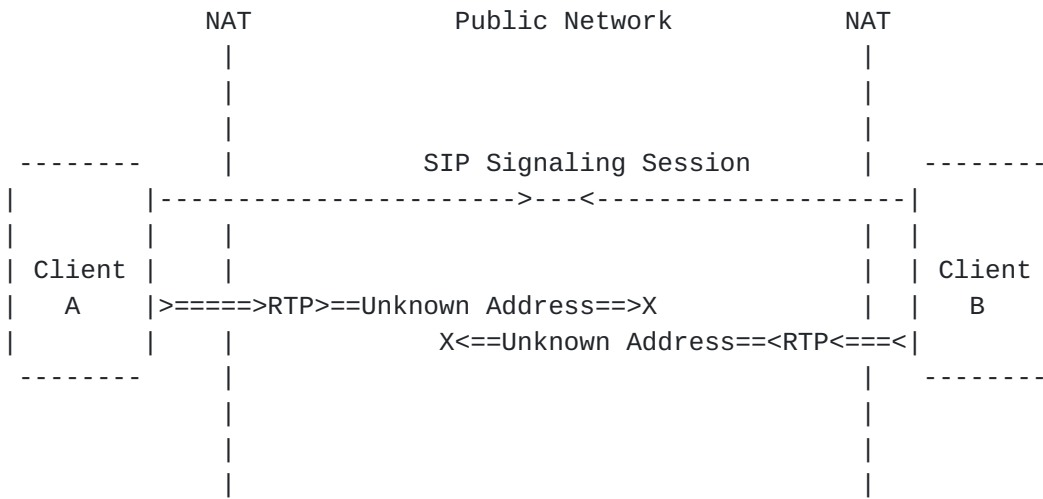 NAT Public Network NAT
SIP Signaling Session
Client Client
A >=====>RTP>==Unknown Address==>X B
X<==Unknown Address==<RTP<===<